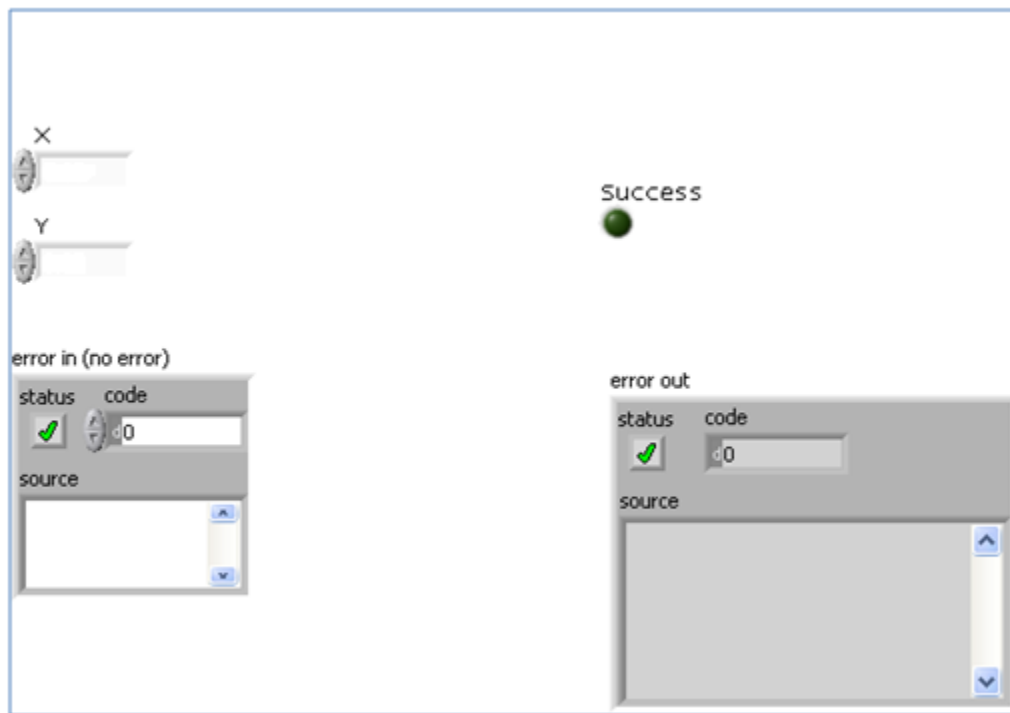 X
Success
Y
error in (no error)
error out
status code
0
status code
0
source
source